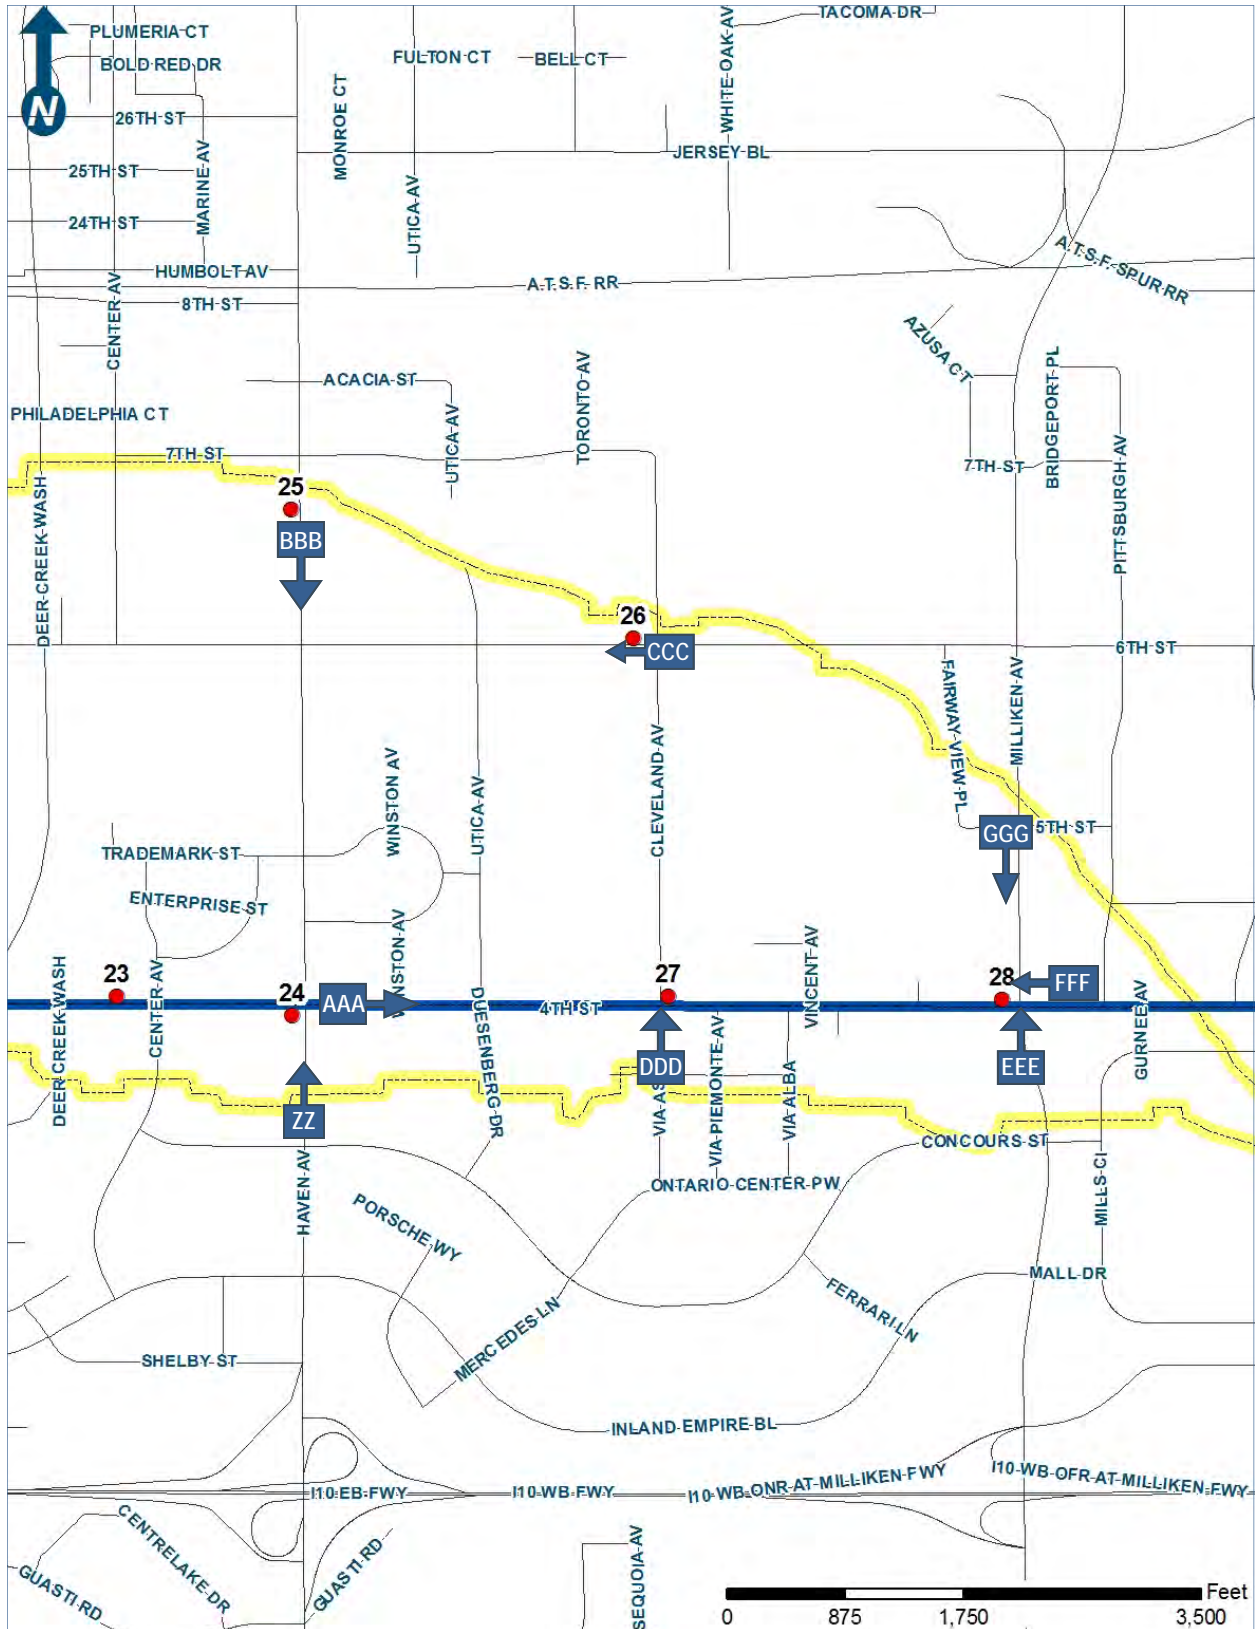 TACOMA DR
PLUMERIA CT
FULTON CT
BELL CT
WHITE OAK AV
BOLD RED DR
N
26TH ST
MONROE CT
JERSEY BL
25TH ST
MARINE AV
UTICA AV
24TH ST
HUMBOLT AV
A.T.S.F. SPUR RR
A.T.S.F. RR
8TH ST
CENTER AV
AZUSA CT
ACACIA ST
TORONTO AV
BRIDGEPORT PL
PHILADELPHIA CT
UTICA AV
PITTSBURGH AV
7TH ST
7TH ST
25
DEER CREEK WASH
BBB
26
CCC
6TH ST
FAIRWAY VIEW PL
MILLIKEN AV
CLEVELAND AV
WINSTON AV
UTICA AV
GGG
5TH ST
TRADEMARK ST
ENTERPRISE ST
WINSTON AV
VINCENT AV
23
24
27
28
AAA
FFF
4TH ST
DEER CREEK WASH
CENTER AV
DUESENBERG DR
GURNEE AV
DDD
EEE
VIA AS
VIA PIEMONTE AV
VIA ALBA
ZZ
CONCOURS ST
HAVEN AV
ONTARIO CENTER PW
MILLS CI
PORSCHE WY
MALL DR
MERCEDES LN
FERRARI LN
SHELBY ST
INLAND EMPIRE BL
I10 EB FWY
I10 WB FWY
I10 WB ONR AT MILLIKEN FWY
I10 WB OFR AT MILLIKEN FWY
CENTRELAKE DR
GUASTI RD
GUASTI RD
SEQUOIA AV
Feet
0 875 1,750 3,500